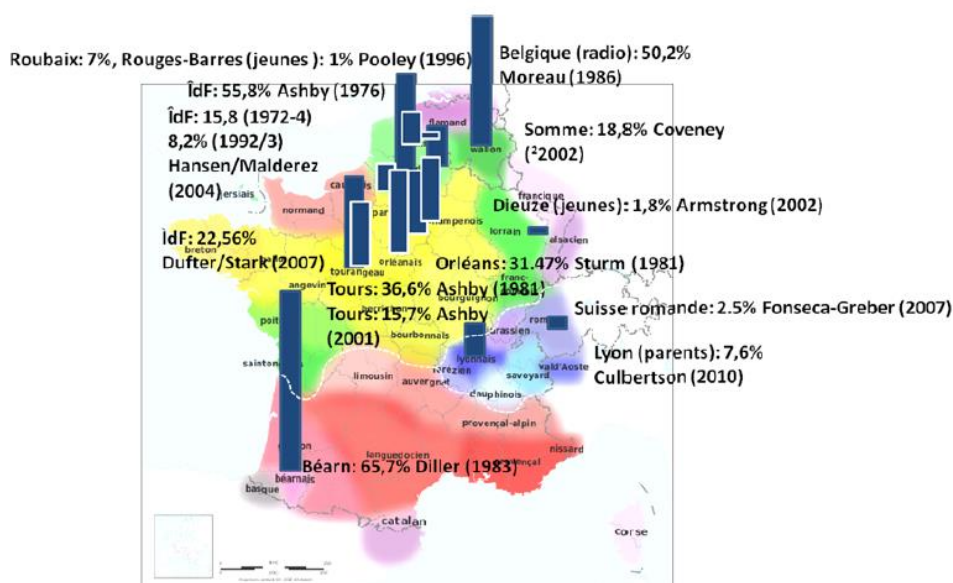 Roubaix: 7%, Rouges-Barres (jeunes ): 1% Pooley (1996)
Belgique (radio): 50,2%
Moreau (1986)
ÎdF: 55,8% Ashby (1976)
ÎdF: 15,8 (1972-4)
8,2% (1992/3)
Hansen/Malderez
(2004)
Somme: 18,8% Coveney
(²2002)
flamand
wallon
normand
francique
Dieuze (jeunes): 1,8% Armstrong (2002)
lorrain
alsacien
breton
ÎdF: 22,56%
Dufter/Stark (2007)
orléanais
tourangeau
Orléans: 31.47% Sturm (1981)
angevin
Tours: 36,6% Ashby (1981)
bourguignon
Tours: 15,7% Ashby
(2001)
bourbonnais
Suisse romande: 2.5% Fonseca-Greber (2007)
lyonnais
Lyon (parents): 7,6%
Culbertson (2010)
limousin
auvergnat
savoyard
vald'Aoste
dauphinois
provençal-alpin
nissard
languedocien
Béarn: 65,7% Diller (1983)
béarnais
basque
catalan
corse